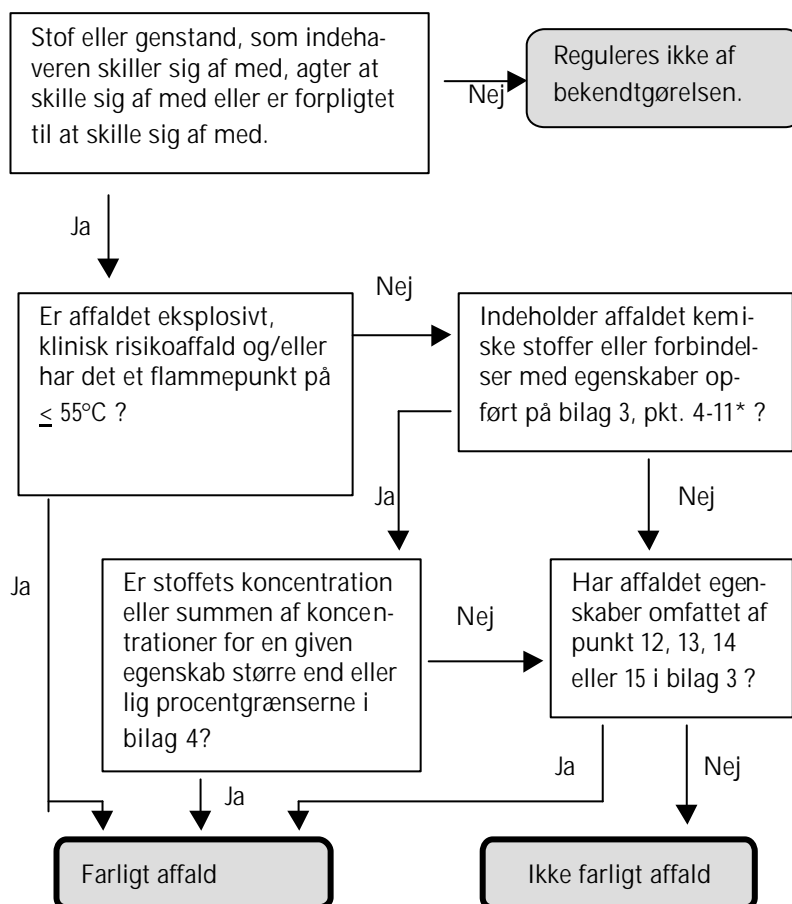 Stof eller genstand, som indeha-
veren skiller sig af med, agter at
skille sig af med eller er forpligtet
til at skille sig af med.
Nej
Reguleres ikke af
bekendtgørelsen.
Ja
Er affaldet eksplosivt,
klinisk risikoaffald og/eller
har det et flammepunkt på
≤ 55°C ?
Nej
Indeholder affaldet kemi-
ske stoffer eller forbindel-
ser med egenskaber op-
ført på bilag 3, pkt. 4-11* ?
Ja
Nej
Ja
Er stoffets koncentration
eller summen af koncen-
trationer for en given
egenskab større end eller
lig procentgrænserne i
bilag 4?
Nej
Har affaldet egen-
skaber omfattet af
punkt 12, 13, 14
eller 15 i bilag 3 ?
Ja
Ja
Nej
Farligt affald
Ikke farligt affald